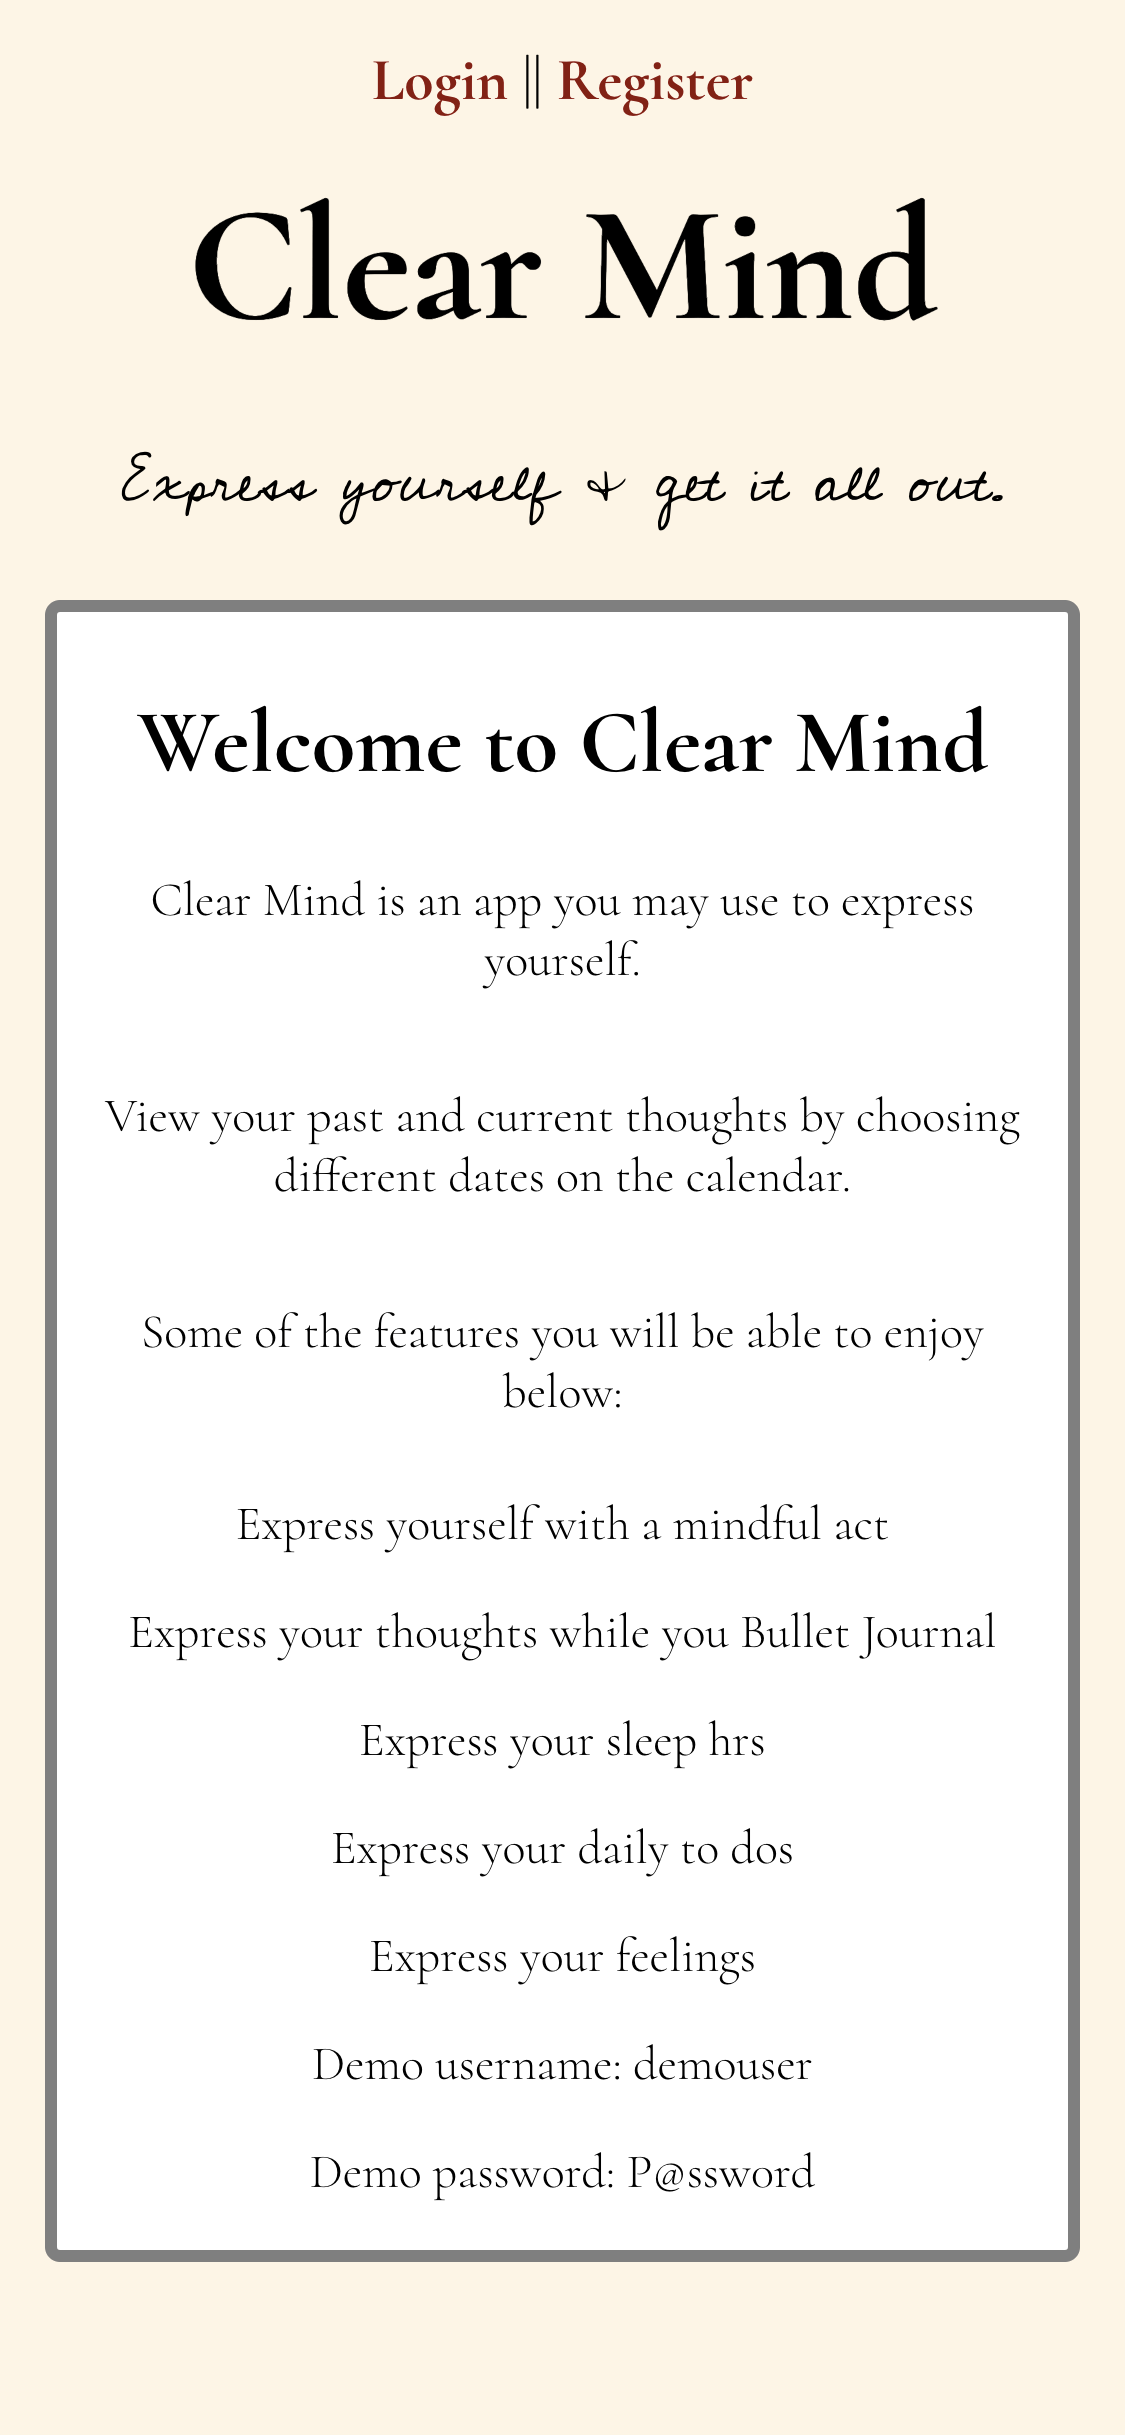 Login || Register
Clear Mind
Express yourself & get it all out.
Welcome to Clear Mind
Clear Mind is an app you may use to express
yourself.
View your past and current thoughts by choosing
different dates on the calendar.
Some of the features you will be able to enjoy
below:
Express yourself with a mindful act
Express your thoughts while you Bullet Journal
Express your sleep hrs
Express your daily to dos
Express your feelings
Demo username: demouser
Demo password: P@ssword